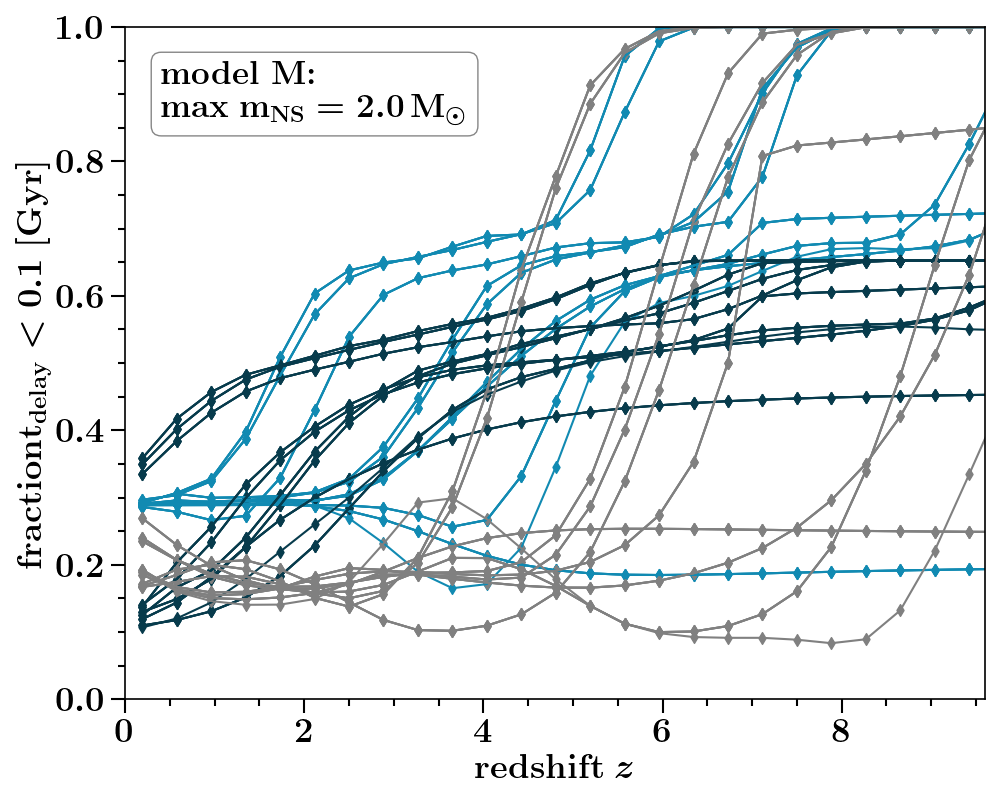 model M:
max m_NS = 2.0 M_⊙
fractiont_delay < 0.1 [Gyr]
1.0
0.8
0.6
0.4
0.2
0.0
0
2
4
6
8
redshift z